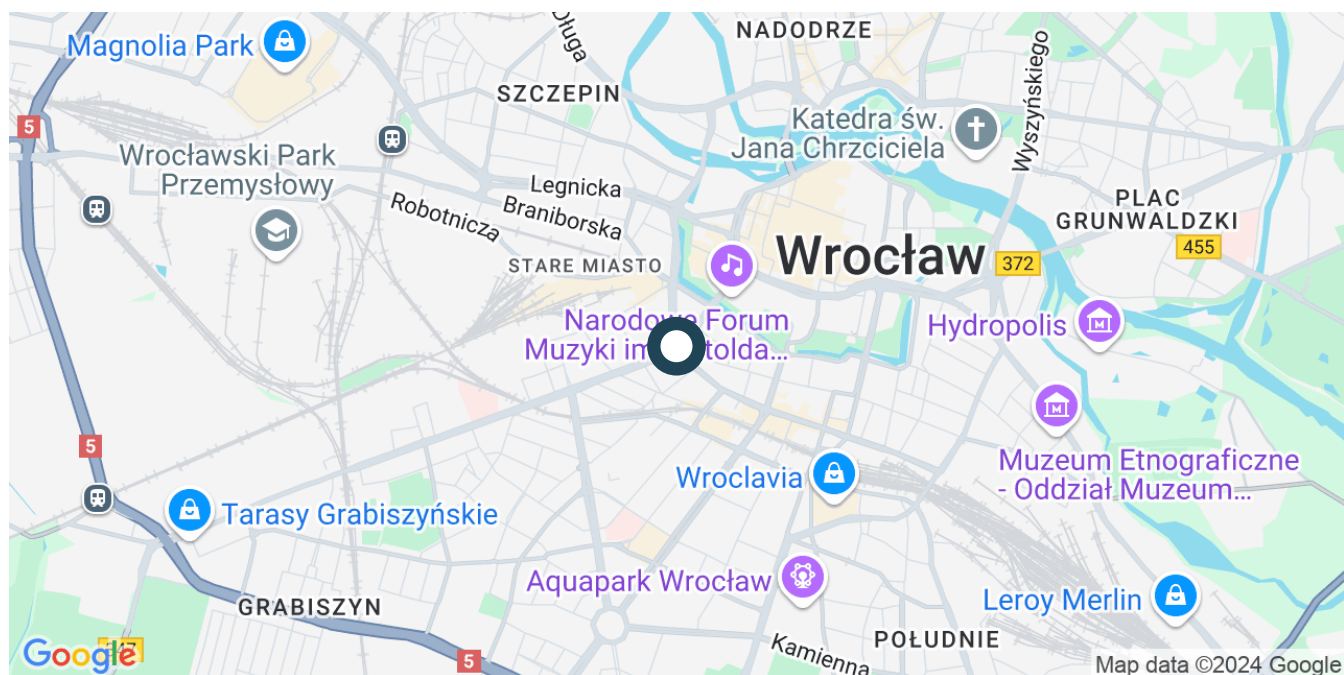 Magnolia Park
Długa
NADODRZE
Wyszyńskiego
SZCZEPIN
5
Katedra św.
Jana Chrzciciela
Wrocławski Park
Przemysłowy
Legnicka
Braniborska
Robotnicza
PLAC
GRUNWALDZKI
455
STARE MIASTO
Wrocław
372
Narodowe Forum
Muzyki im
tolda...
Hydropolis
5
Wroclavia
Muzeum Etnograficzne
- Oddział Muzeum...
Tarasy Grabiszyńskie
Aquapark Wrocław
Leroy Merlin
GRABISZYN
POŁUDNIE
Kamienna
Google
5
Map data ©2024 Google